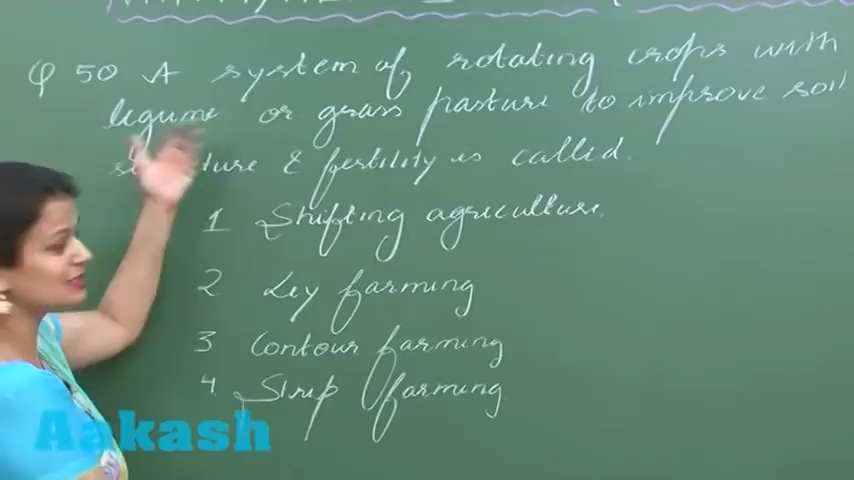 Q 50 A system of rotating crops with
legume or grass pasture to improve soil
structure & fertility is called.
1 Shifting agriculture.
2 Ley farming
3 Contour farming
4 Strip farming
Aakash